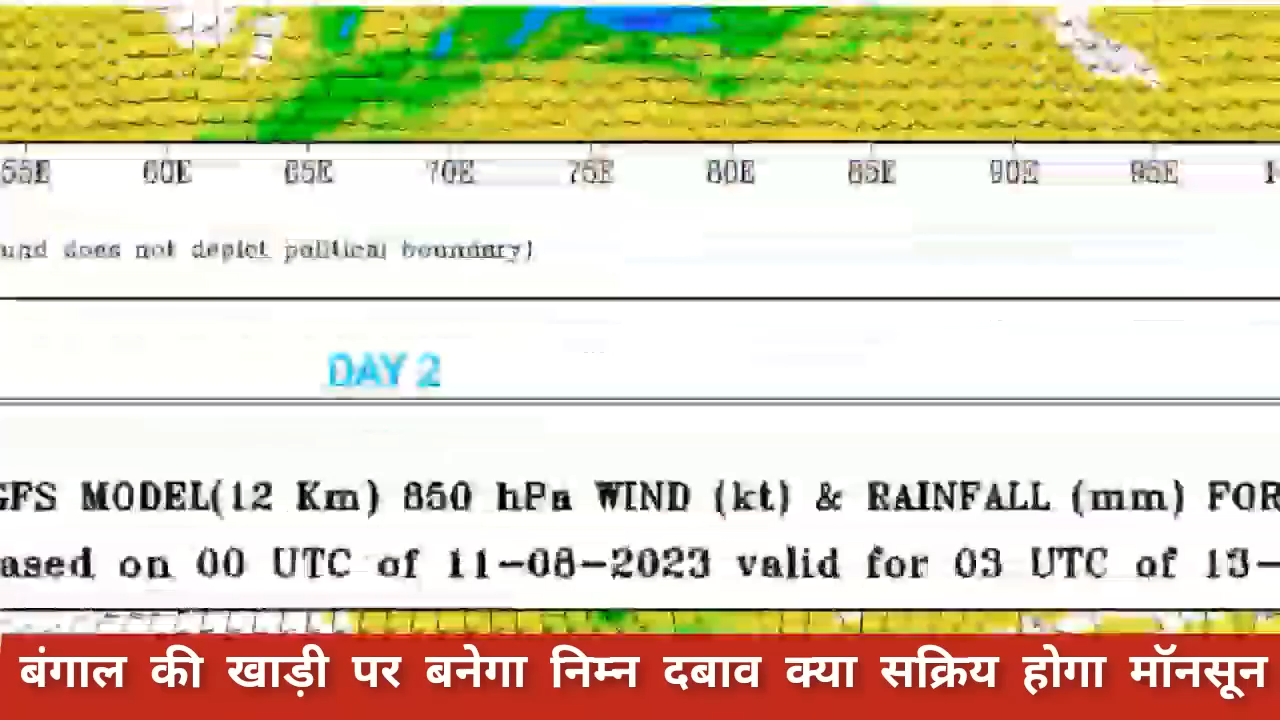 55E 60E 65E 70E 75E 80E 85E 90E 95E
does not depict political boundary)
DAY 2
GFS MODEL(12 Km) 850 hPa WIND (kt) & RAINFALL (mm) FOR
ased on 00 UTC of 11-08-2023 valid for 03 UTC of 13-
बंगाल की खाड़ी पर बनेगा निम्न दबाव क्या सक्रिय होगा मॉनसून